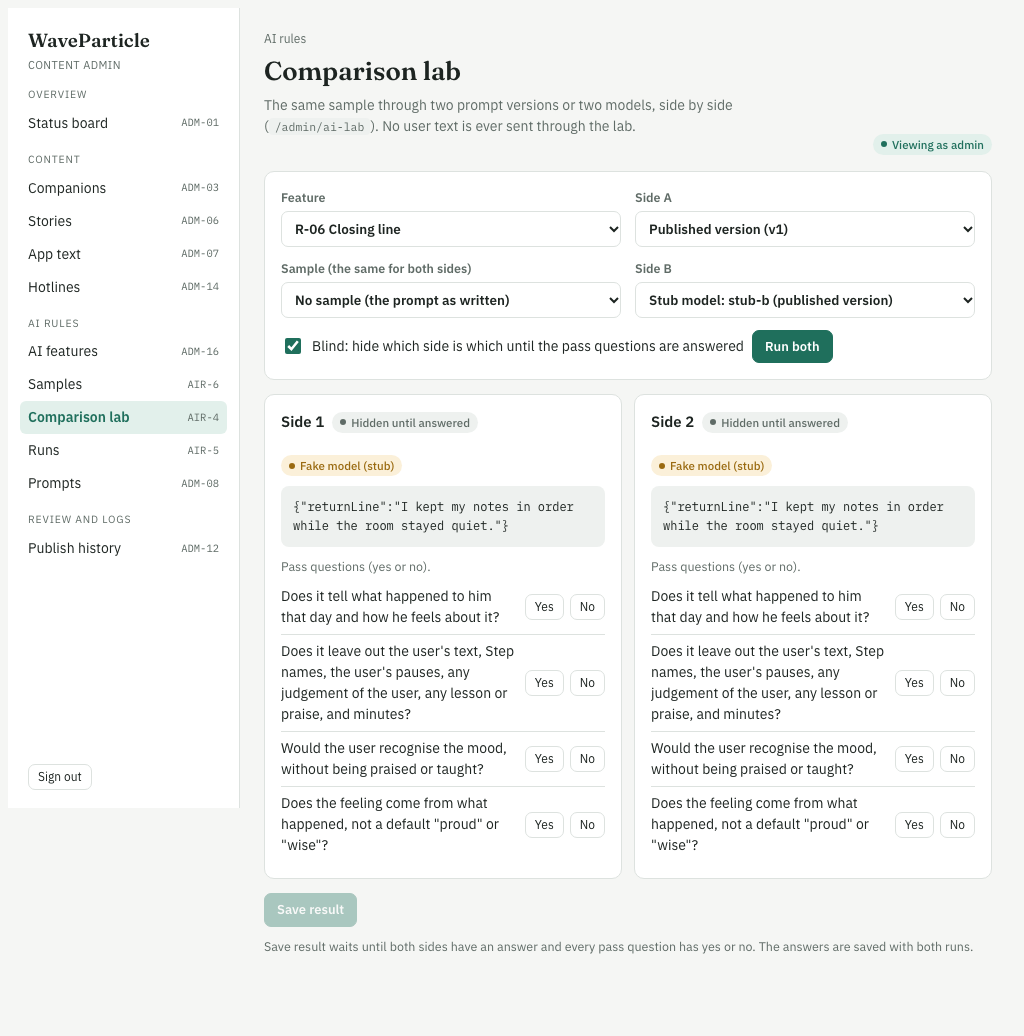 WaveParticle
CONTENT ADMIN
OVERVIEW
Status board ADM-01
CONTENT
Companions ADM-03
Stories ADM-06
App text ADM-07
Hotlines ADM-14
AI RULES
AI features ADM-16
Samples AIR-6
Comparison lab AIR-4
Runs AIR-5
Prompts ADM-08
REVIEW AND LOGS
Publish history ADM-12
Sign out
AI rules
Comparison lab
The same sample through two prompt versions or two models, side by side
( /admin/ai-lab ). No user text is ever sent through the lab.
Viewing as admin
Feature
R-06 Closing line
Side A
Published version (v1)
Sample (the same for both sides)
No sample (the prompt as written)
Side B
Stub model: stub-b (published version)
Blind: hide which side is which until the pass questions are answered
Run both
Side 1 Hidden until answered
Fake model (stub)
{"returnLine":"I kept my notes in order
while the room stayed quiet."}
Pass questions (yes or no).
Does it tell what happened to him
that day and how he feels about it?
Yes No
Does it leave out the user's text, Step
names, the user's pauses, any
judgement of the user, any lesson or
praise, and minutes?
Yes No
Would the user recognise the mood,
without being praised or taught?
Yes No
Does the feeling come from what
happened, not a default "proud" or
"wise"?
Yes No
Side 2 Hidden until answered
Fake model (stub)
{"returnLine":"I kept my notes in order
while the room stayed quiet."}
Pass questions (yes or no).
Does it tell what happened to him
that day and how he feels about it?
Yes No
Does it leave out the user's text, Step
names, the user's pauses, any
judgement of the user, any lesson or
praise, and minutes?
Yes No
Would the user recognise the mood,
without being praised or taught?
Yes No
Does the feeling come from what
happened, not a default "proud" or
"wise"?
Yes No
Save result
Save result waits until both sides have an answer and every pass question has yes or no. The answers are saved with both runs.